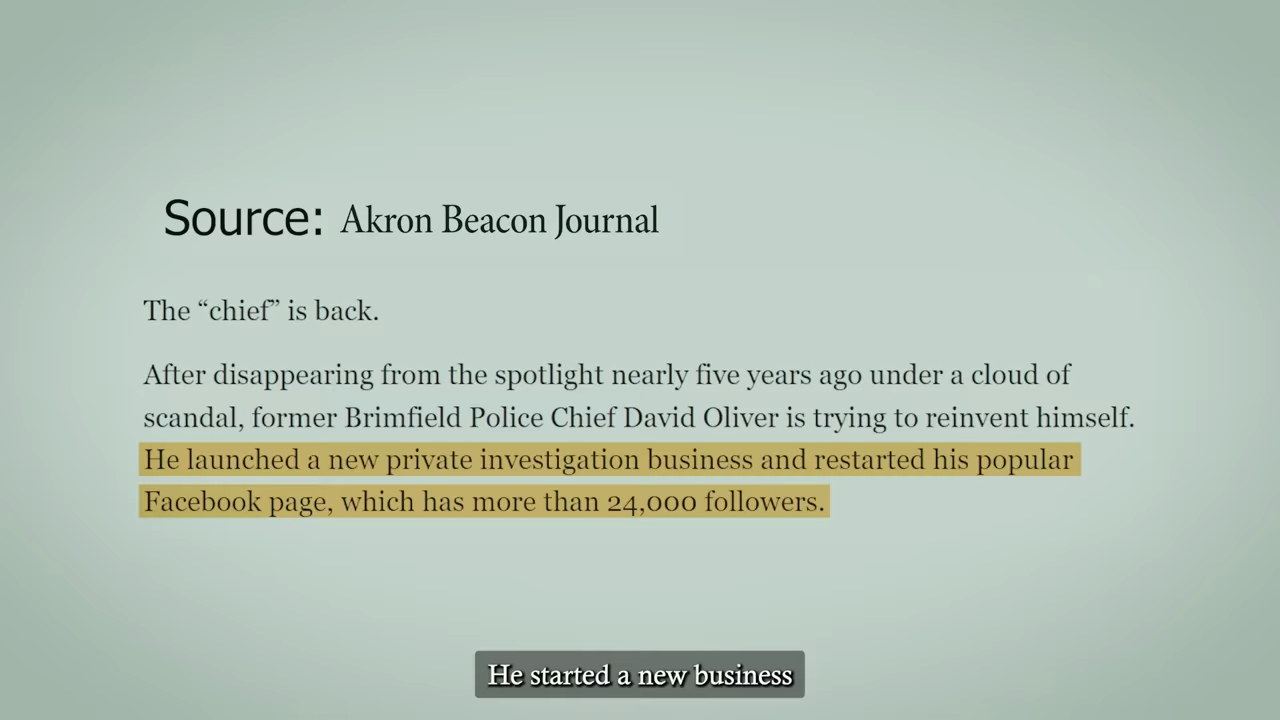 Source: Akron Beacon Journal
The “chief” is back.
After disappearing from the spotlight nearly five years ago under a cloud of
scandal, former Brimfield Police Chief David Oliver is trying to reinvent himself.
He launched a new private investigation business and restarted his popular
Facebook page, which has more than 24,000 followers.
He started a new business